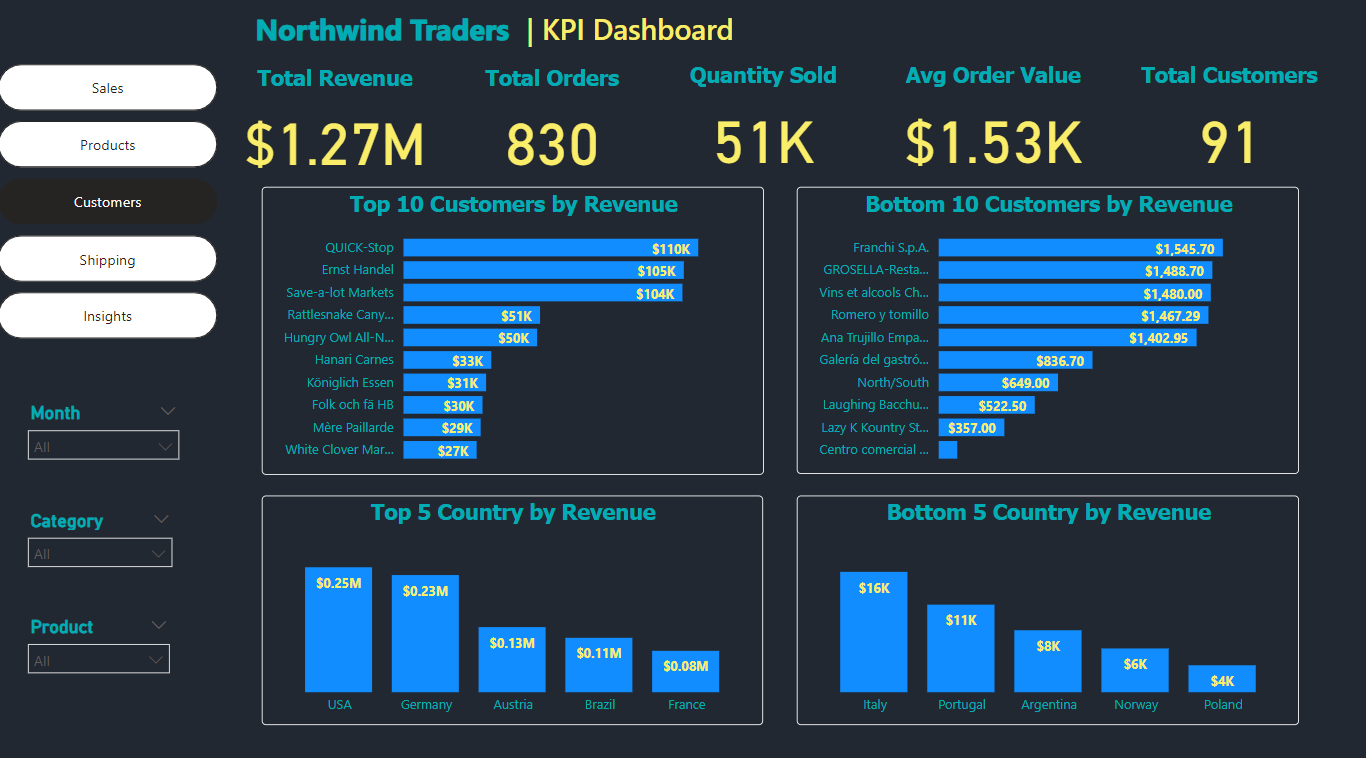 Northwind Traders | KPI Dashboard
Sales
Products
Customers
Shipping
Insights
Month
All
Category
All
Product
All
Total Revenue
$1.27M
Total Orders
830
Quantity Sold
51K
Avg Order Value
$1.53K
Total Customers
91
Top 10 Customers by Revenue
QUICK-Stop $110K
Ernst Handel $105K
Save-a-lot Markets $104K
Rattlesnake Cany... $51K
Hungry Owl All-N... $50K
Hanari Carnes $33K
Königlich Essen $31K
Folk och fä HB $30K
Mère Paillarde $29K
White Clover Mar... $27K
Bottom 10 Customers by Revenue
Franchi S.p.A. $1,545.70
GROSELLA-Resta... $1,488.70
Vins et alcools Ch... $1,480.00
Romero y tomillo $1,467.29
Ana Trujillo Empa... $1,402.95
Galería del gastró... $836.70
North/South $649.00
Laughing Bacchu... $522.50
Lazy K Kountry St... $357.00
Centro comercial ...
Top 5 Country by Revenue
$0.25M $0.23M $0.13M $0.11M $0.08M
USA Germany Austria Brazil France
Bottom 5 Country by Revenue
$16K $11K $8K $6K $4K
Italy Portugal Argentina Norway Poland